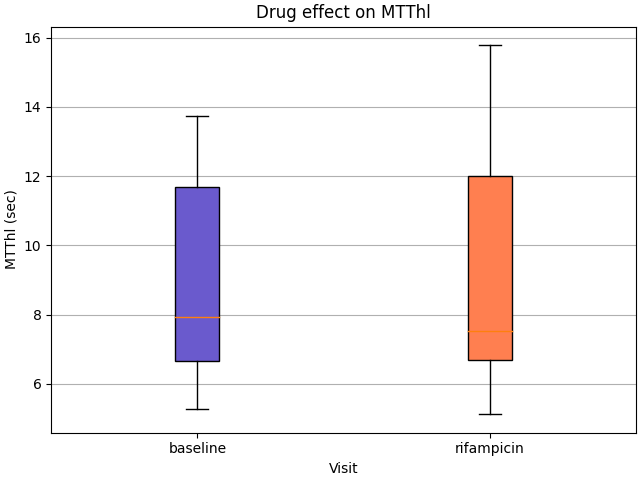 Drug effect on MTThl
16
14
12
10
8
6
MTThl (sec)
baseline
rifampicin
Visit